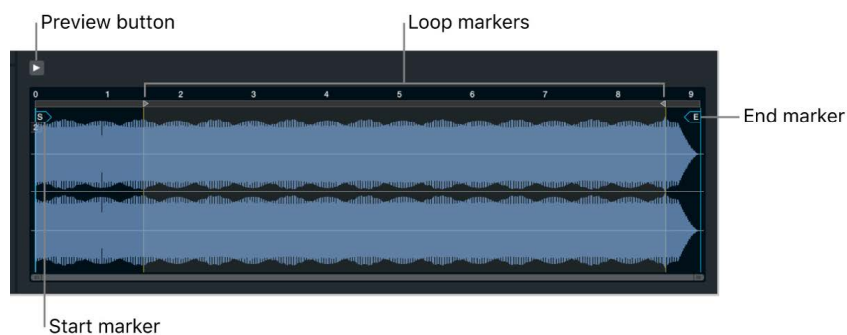 Preview button
Loop markers
0 1 2 3 4 5 6 7 8 9
S
E
End marker
Start marker